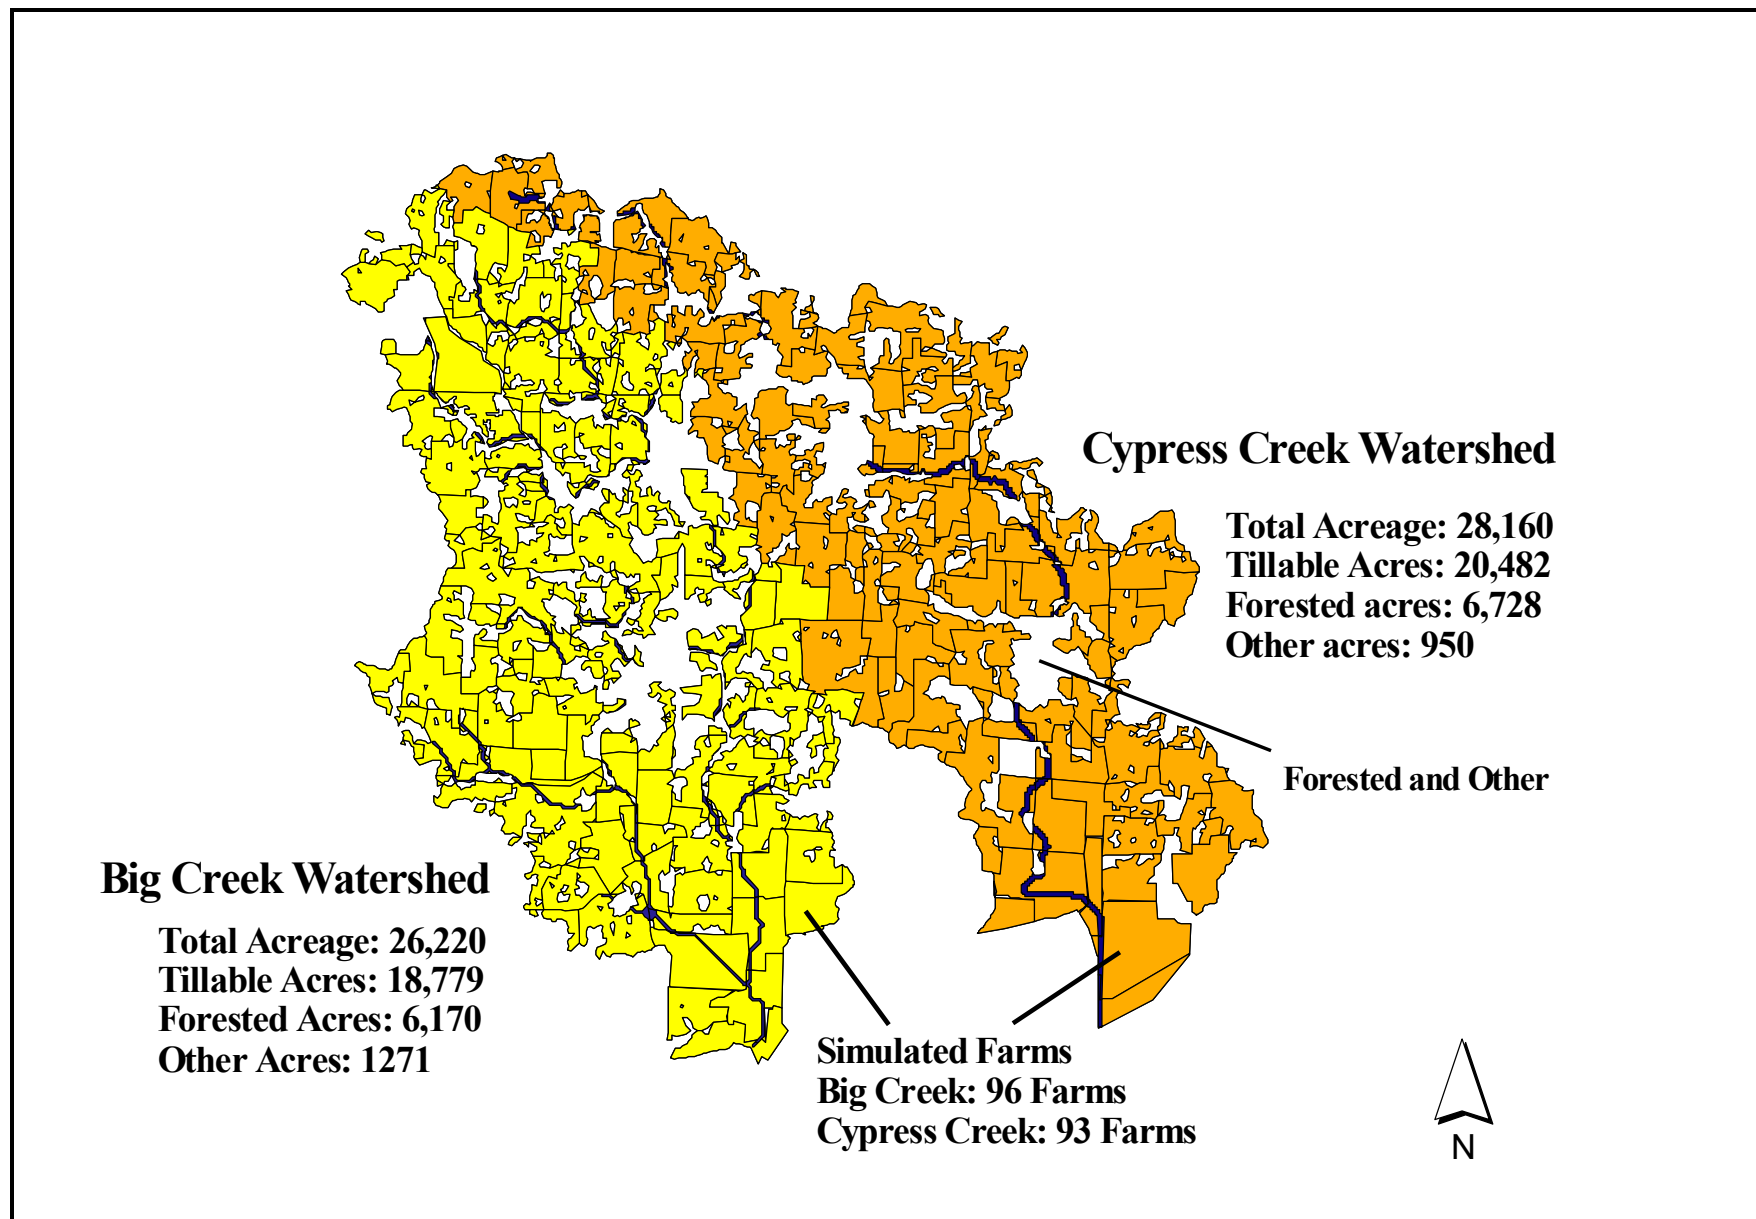 Cypress Creek Watershed
Total Acreage: 28,160
Tillable Acres: 20,482
Forested acres: 6,728
Other acres: 950
Forested and Other
Big Creek Watershed
Total Acreage: 26,220
Tillable Acres: 18,779
Forested Acres: 6,170
Other Acres: 1271
Simulated Farms
Big Creek: 96 Farms
Cypress Creek: 93 Farms
N